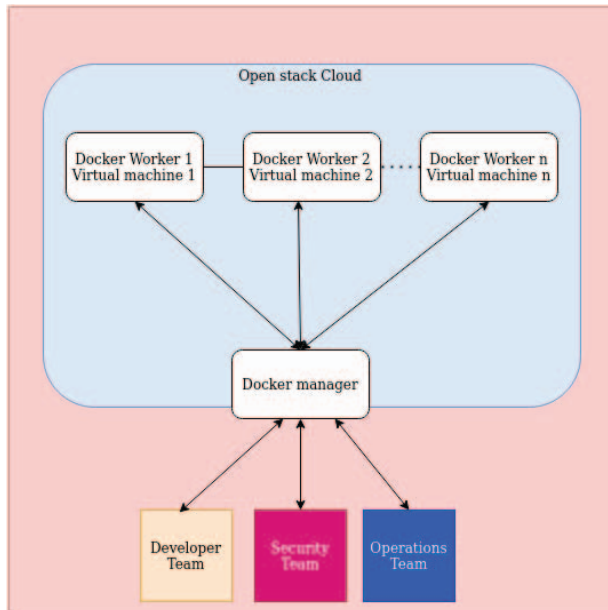 Open stack Cloud
Docker Worker 1
Virtual machine 1
Docker Worker 2
Virtual machine 2
Docker Worker n
Virtual machine n
Docker manager
Developer
Team
Security
Team
Operations
Team